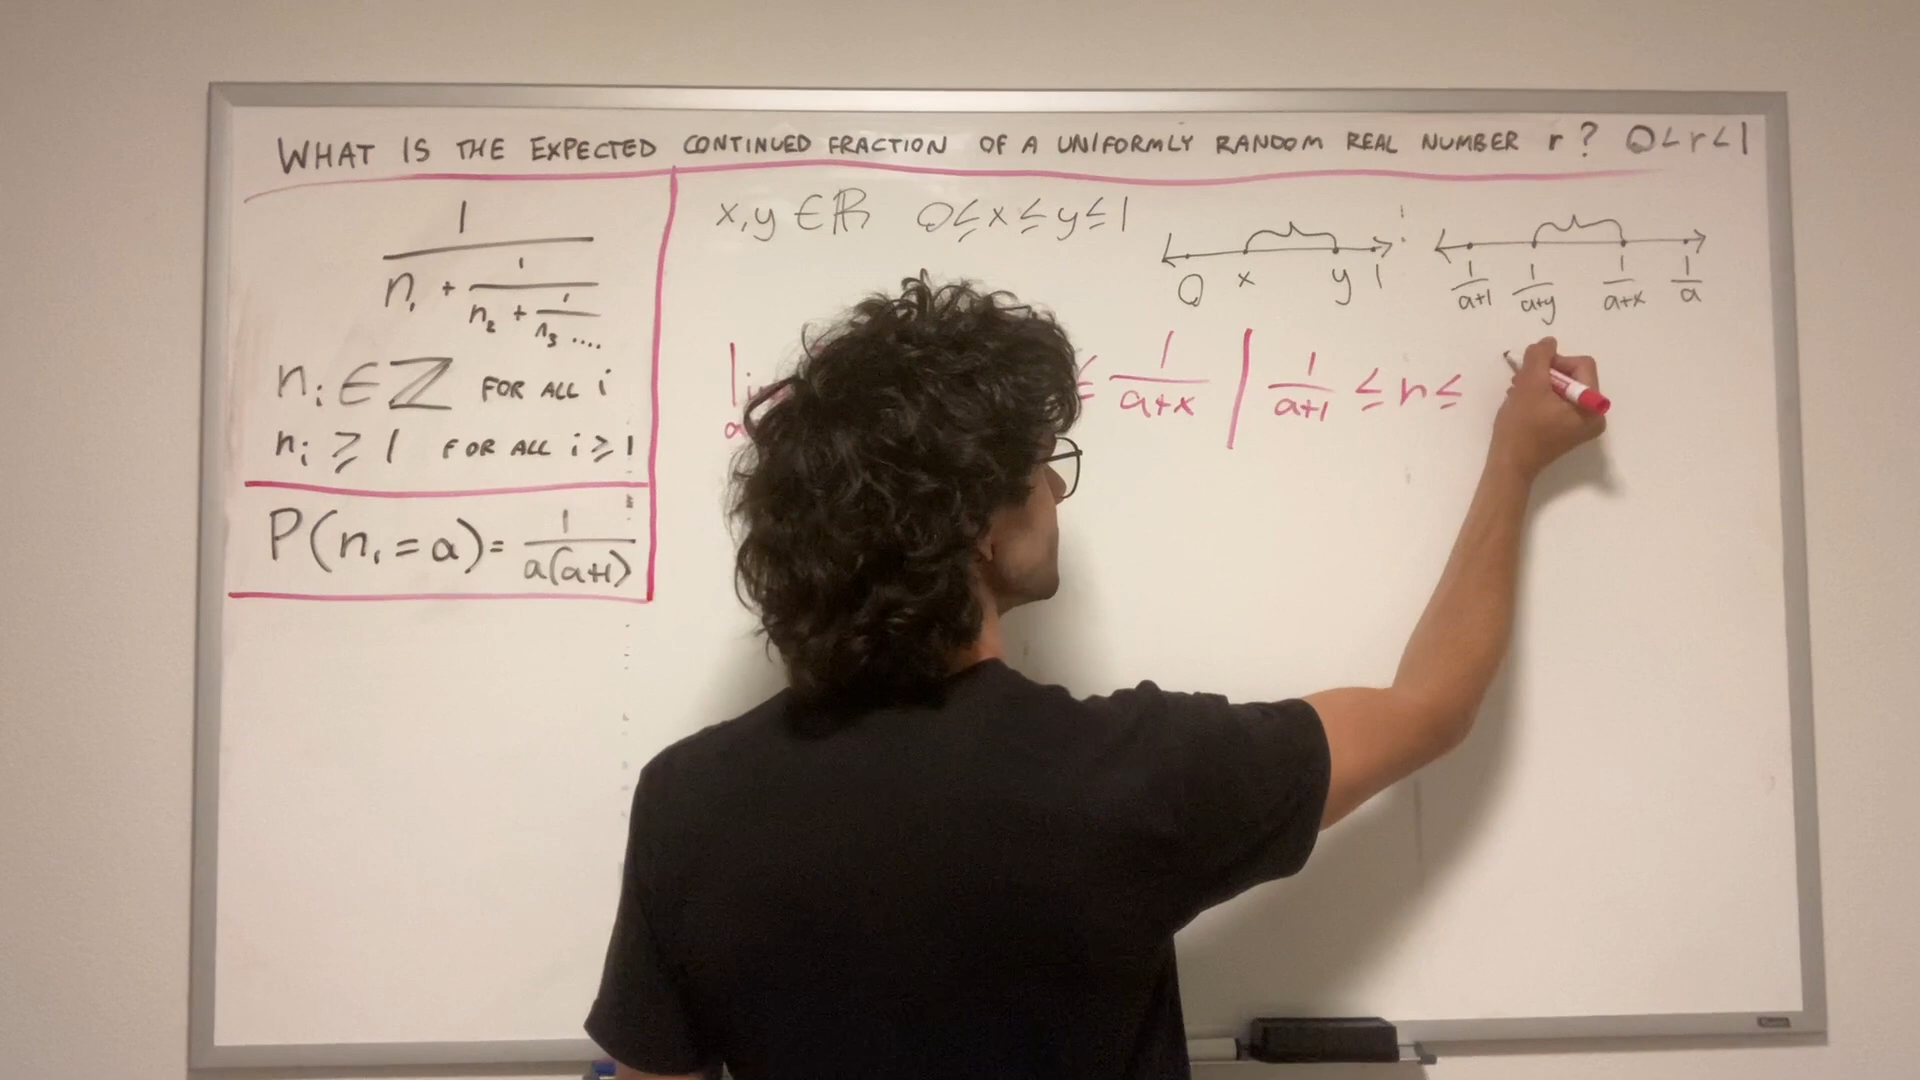 WHAT IS THE EXPECTED CONTINUED FRACTION OF A UNIFORMLY RANDOM REAL NUMBER r? 0<r<1
1/(n₁ + 1/(n₂ + 1/(n₃ ....
nᵢ ∈ ℤ FOR ALL i
nᵢ ≥ 1 FOR ALL i ≥ 1
P(n₁ = a) = 1/(a(a+1))
x,y ∈ ℝ 0 ≤ x ≤ y ≤ 1
0 x y 1
1/(a+1) 1/(a+y) 1/(a+x) 1/a
lim a ≤ 1/(a+x) | 1/(a+1) ≤ r ≤